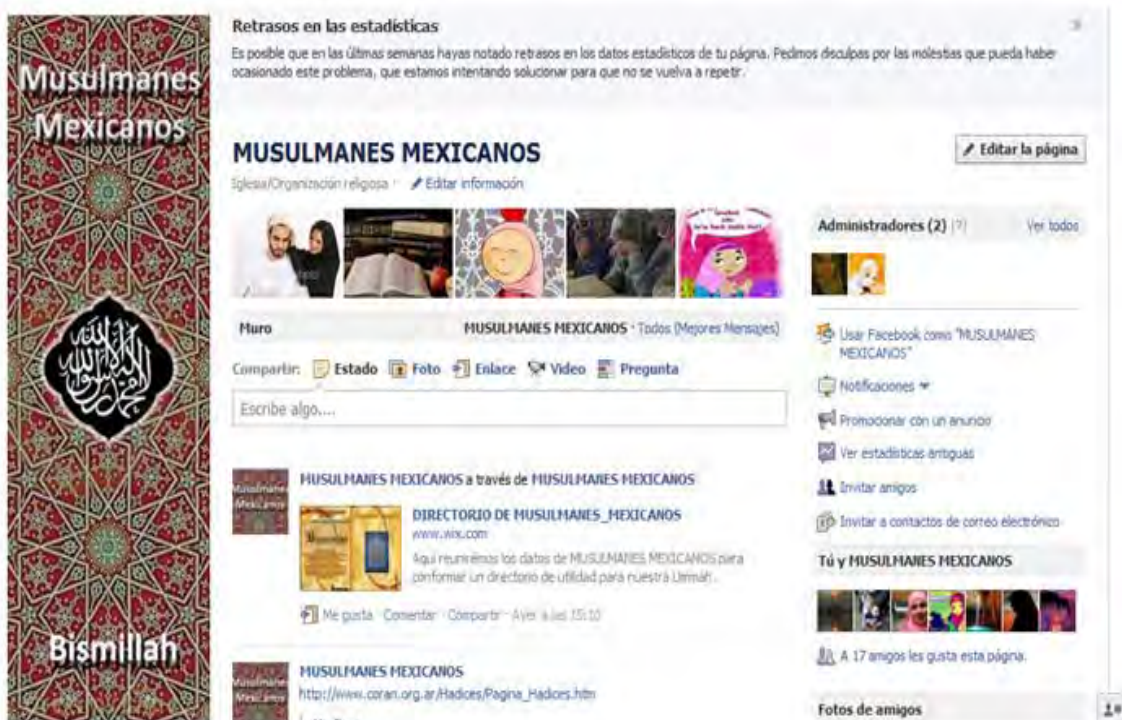 Musulmanes
Mexicanos
Bismillah
Retrasos en las estadísticas
Es posible que en las últimas semanas hayas notado retrasos en los datos estadísticos de tu página. Pedimos disculpas por las molestias que pueda haber
ocasionado este problema, que estamos intentando solucionar para que no se vuelva a repetir.
MUSULMANES MEXICANOS
Editar la página
Iglesia/Organización religiosa · Editar información
Muro
MUSULMANES MEXICANOS · Todos (Mejores Mensajes)
Compartir: Estado Foto Enlace Video Pregunta
Escribe algo....
MUSULMANES MEXICANOS a través de MUSULMANES MEXICANOS
DIRECTORIO DE MUSULMANES_MEXICANOS
www.wix.com
Aqui reuniremos los datos de MUSULMANES MEXICANOS para
conformar un directorio de utilidad para nuestra Ummah.
Me gusta · Comentar · Compartir · Ayer a las 15:10
Musulmanes
Mexicanos
MUSULMANES MEXICANOS
http://www.coran.org.ar/Hadices/Pagina_Hadices.htm
Administradores (2) [?]
Ver todos
Usar Facebook como "MUSULMANES
MEXICANOS"
Notificaciones
Promocionar con un anuncio
Ver estadísticas antiguas
Invitar amigos
Invitar a contactos de correo electrónico
Tú y MUSULMANES MEXICANOS
A 17 amigos les gusta esta página.
Fotos de amigos